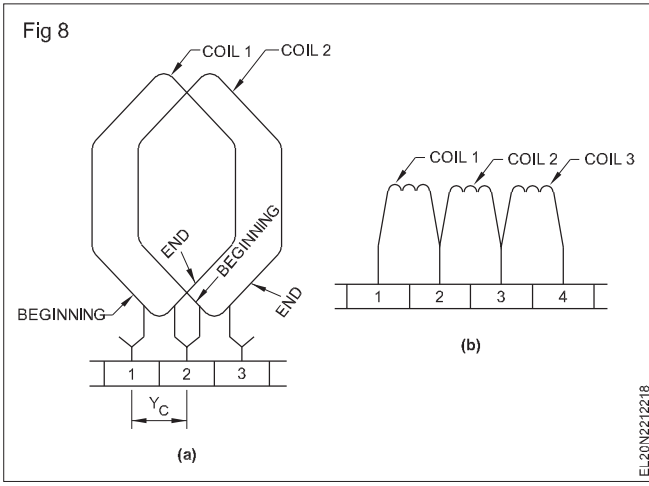 Fig 8
COIL 1
COIL 2
END
BEGINNING
BEGINNING
END
1 2 3
YC
(a)
COIL 1
COIL 2
COIL 3
1 2 3 4
(b)
EL20N2212218